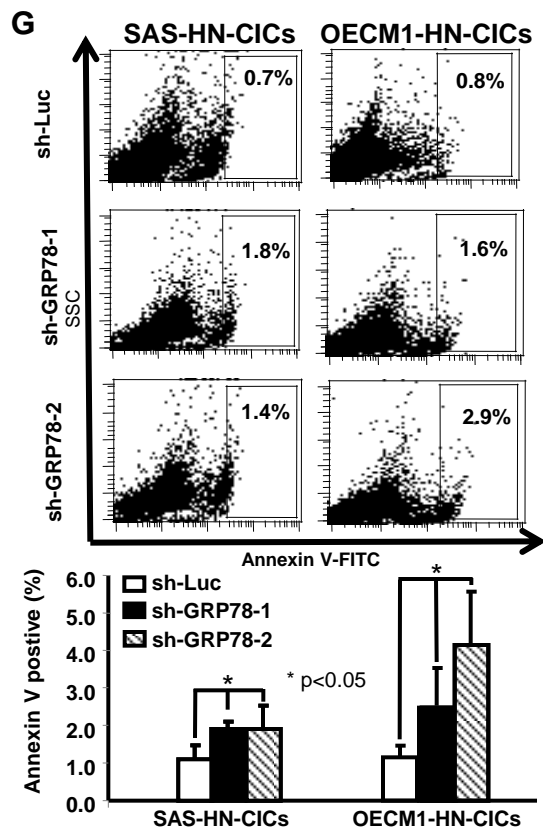 G
SAS-HN-CICs OECM1-HN-CICs
sh-Luc
0.7%
0.8%
sh-GRP78-1
SSC
1.8%
1.6%
sh-GRP78-2
1.4%
2.9%
Annexin V-FITC
Annexin V postive (%)
6.0
5.0
4.0
3.0
2.0
1.0
0.0
sh-Luc
sh-GRP78-1
sh-GRP78-2
*
* p<0.05
*
SAS-HN-CICs OECM1-HN-CICs